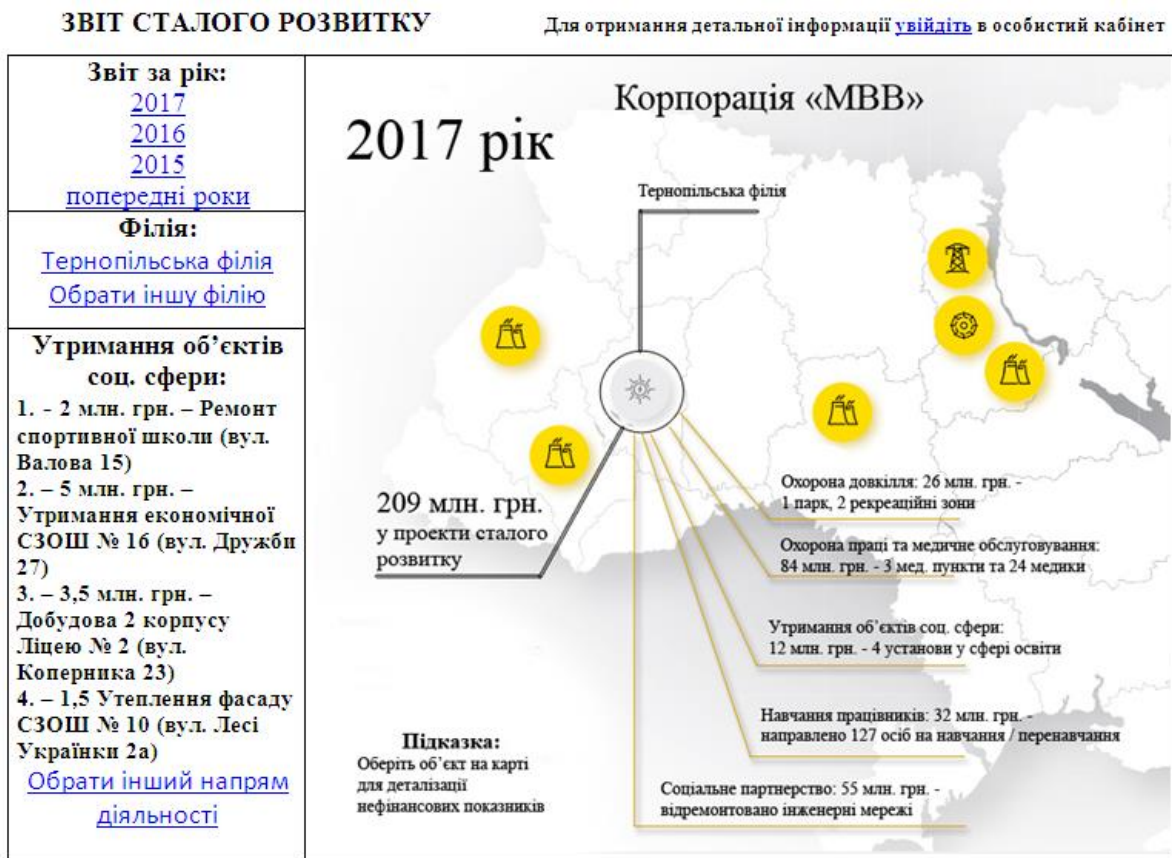 ЗВІТ СТАЛОГО РОЗВИТКУ
Для отримання детальної інформації увійдіть в особистий кабінет
Звіт за рік:
2017
2016
2015
попередні роки
Філія:
Тернопільська філія
Обрати іншу філію
Утримання об’єктів
соц. сфери:
1. - 2 млн. грн. – Ремонт
спортивної школи (вул.
Валова 15)
2. – 5 млн. грн. –
Утримання економічної
СЗОШ № 16 (вул. Дружби
27)
3. – 3,5 млн. грн. –
Добудова 2 корпусу
Ліцею № 2 (вул.
Коперника 23)
4. – 1,5 Утеплення фасаду
СЗОШ № 10 (вул. Лесі
Українки 2а)
Обрати інший напрям
діяльності
Корпорація «МВВ»
2017 рік
Тернопільська філія
209 млн. грн.
у проекти сталого
розвитку
Охорона довкілля: 26 млн. грн. -
1 парк, 2 рекреаційні зони
Охорона праці та медичне обслуговування:
84 млн. грн. - 3 мед. пункти та 24 медики
Утримання об’єктів соц. сфери:
12 млн. грн. - 4 установи у сфері освіти
Навчання працівників: 32 млн. грн. -
направлено 127 осіб на навчання / перенавчання
Соціальне партнерство: 55 млн. грн. -
відремонтовано інженерні мережі
Підказка:
Оберіть об’єкт на карті
для деталізації
нефінансових показників